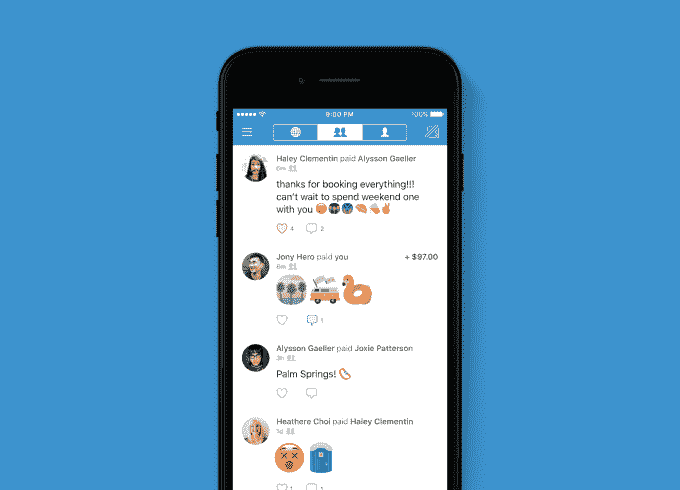 9:00 PM 100%
Haley Clementin paid Alysson Gaeller
6m
thanks for booking everything!!!
can't wait to spend weekend one
with you
4 2
Jony Hero paid you + $97.00
8m
1
Alysson Gaeller paid Joxie Patterson
3h
Palm Springs!
Heathere Choi paid Haley Clementin
1d
1 1